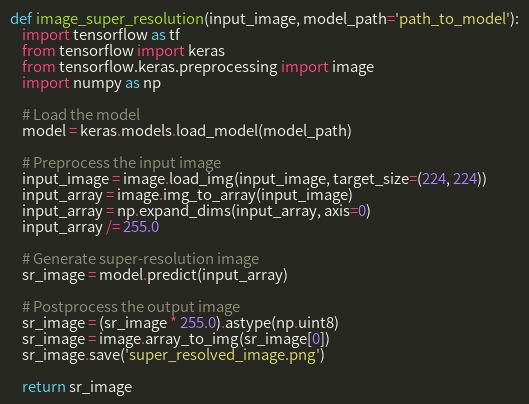 def image_super_resolution(input_image, model_path='path_to_model'):
    import tensorflow as tf
    from tensorflow import keras
    from tensorflow.keras.preprocessing import image
    import numpy as np

    # Load the model
    model = keras.models.load_model(model_path)

    # Preprocess the input image
    input_image = image.load_img(input_image, target_size=(224, 224))
    input_array = image.img_to_array(input_image)
    input_array = np.expand_dims(input_array, axis=0)
    input_array /= 255.0

    # Generate super-resolution image
    sr_image = model.predict(input_array)

    # Postprocess the output image
    sr_image = (sr_image * 255.0).astype(np.uint8)
    sr_image = image.array_to_img(sr_image[0])
    sr_image.save('super_resolved_image.png')

    return sr_image